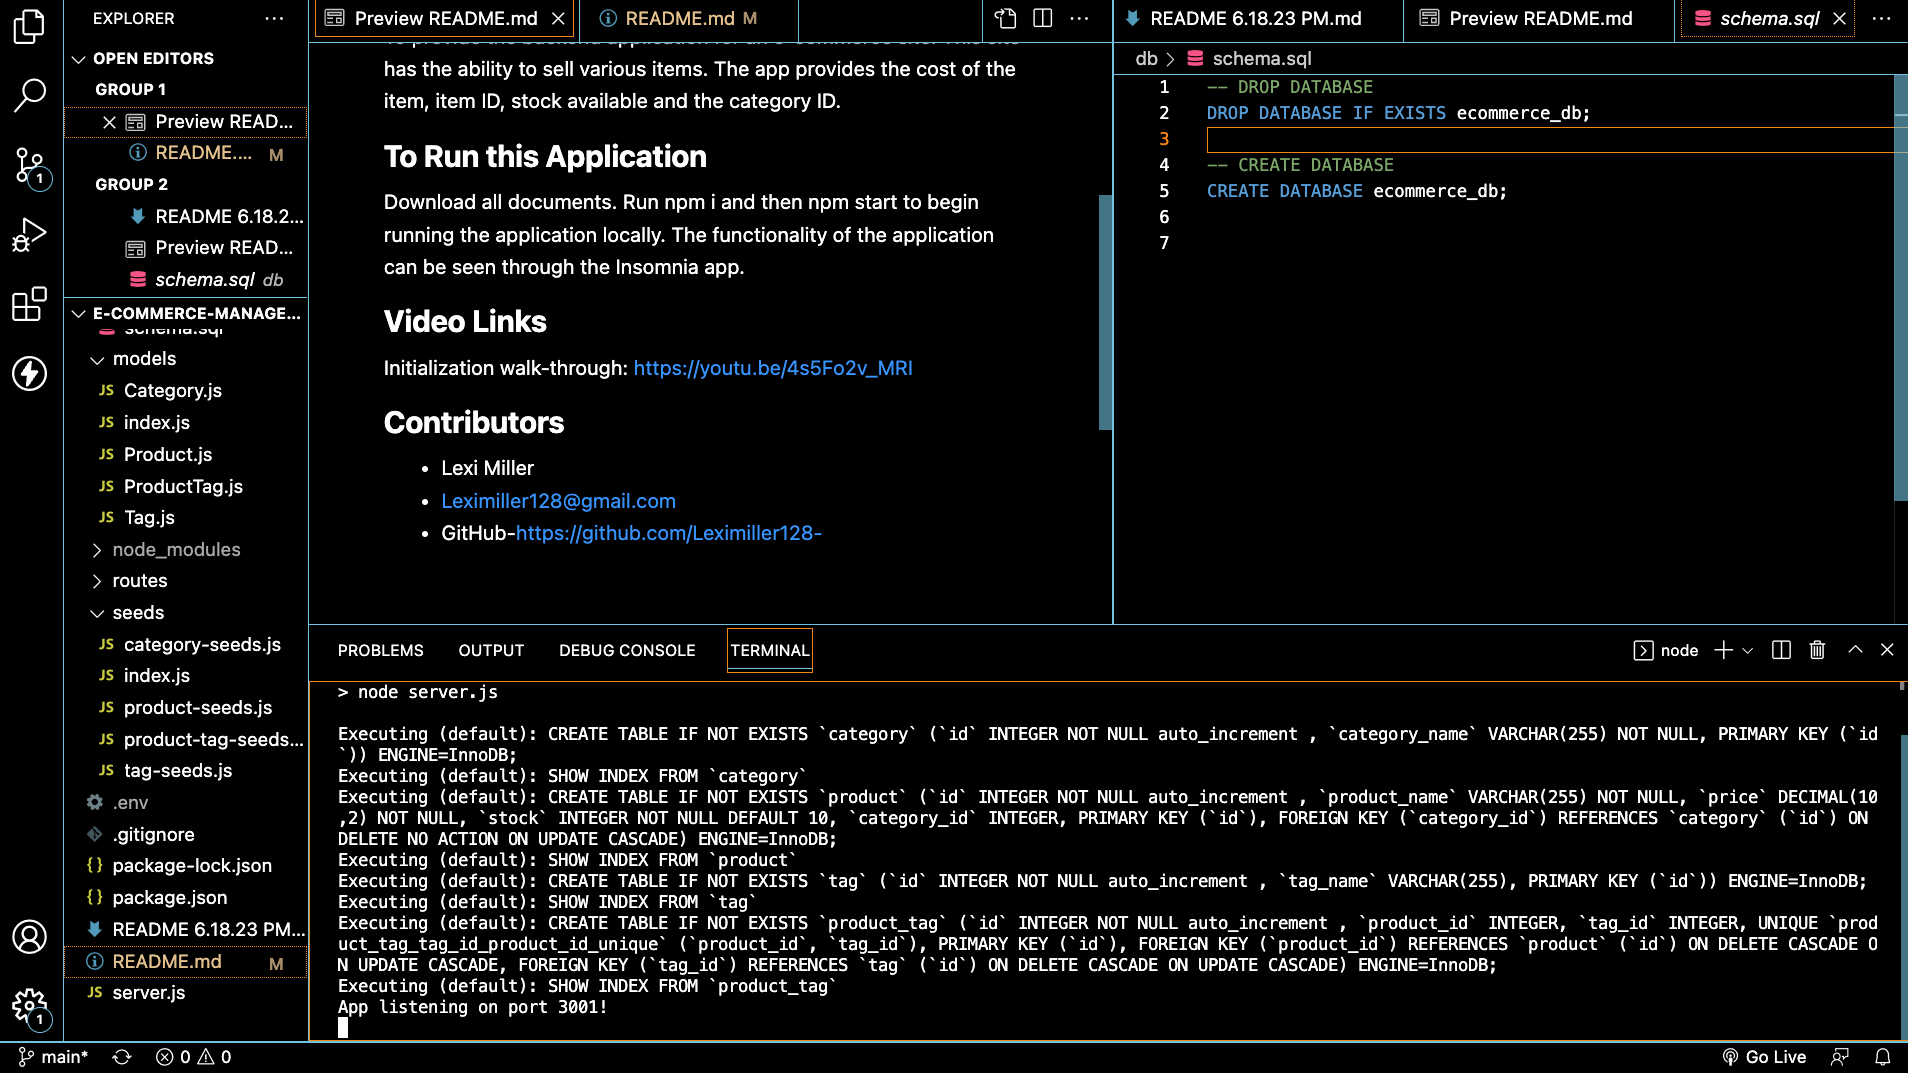 EXPLORER
OPEN EDITORS
GROUP 1
Preview READ...
README.... M
GROUP 2
README 6.18.2...
Preview READ...
schema.sql db
E-COMMERCE-MANAGE...
schema.sql
models
JS Category.js
JS index.js
JS Product.js
JS ProductTag.js
JS Tag.js
node_modules
routes
seeds
JS category-seeds.js
JS index.js
JS product-seeds.js
JS product-tag-seeds...
JS tag-seeds.js
.env
.gitignore
{} package-lock.json
{} package.json
README 6.18.23 PM...
README.md M
JS server.js
1
1
Preview README.md
README.md M
has the ability to sell various items. The app provides the cost of the
item, item ID, stock available and the category ID.
To Run this Application
Download all documents. Run npm i and then npm start to begin
running the application locally. The functionality of the application
can be seen through the Insomnia app.
Video Links
Initialization walk-through: https://youtu.be/4s5Fo2v_MRI
Contributors
• Lexi Miller
• Leximiller128@gmail.com
• GitHub-https://github.com/Leximiller128-
README 6.18.23 PM.md
Preview README.md
schema.sql
db > schema.sql
1 -- DROP DATABASE
2 DROP DATABASE IF EXISTS ecommerce_db;
3
4 -- CREATE DATABASE
5 CREATE DATABASE ecommerce_db;
6
7
PROBLEMS OUTPUT DEBUG CONSOLE TERMINAL
node
> node server.js
Executing (default): CREATE TABLE IF NOT EXISTS `category` (`id` INTEGER NOT NULL auto_increment , `category_name` VARCHAR(255) NOT NULL, PRIMARY KEY (`id
`)) ENGINE=InnoDB;
Executing (default): SHOW INDEX FROM `category`
Executing (default): CREATE TABLE IF NOT EXISTS `product` (`id` INTEGER NOT NULL auto_increment , `product_name` VARCHAR(255) NOT NULL, `price` DECIMAL(10
,2) NOT NULL, `stock` INTEGER NOT NULL DEFAULT 10, `category_id` INTEGER, PRIMARY KEY (`id`), FOREIGN KEY (`category_id`) REFERENCES `category` (`id`) ON
DELETE NO ACTION ON UPDATE CASCADE) ENGINE=InnoDB;
Executing (default): SHOW INDEX FROM `product`
Executing (default): CREATE TABLE IF NOT EXISTS `tag` (`id` INTEGER NOT NULL auto_increment , `tag_name` VARCHAR(255), PRIMARY KEY (`id`)) ENGINE=InnoDB;
Executing (default): SHOW INDEX FROM `tag`
Executing (default): CREATE TABLE IF NOT EXISTS `product_tag` (`id` INTEGER NOT NULL auto_increment , `product_id` INTEGER, `tag_id` INTEGER, UNIQUE `prod
uct_tag_tag_id_product_id_unique` (`product_id`, `tag_id`), PRIMARY KEY (`id`), FOREIGN KEY (`product_id`) REFERENCES `product` (`id`) ON DELETE CASCADE O
N UPDATE CASCADE, FOREIGN KEY (`tag_id`) REFERENCES `tag` (`id`) ON DELETE CASCADE ON UPDATE CASCADE) ENGINE=InnoDB;
Executing (default): SHOW INDEX FROM `product_tag`
App listening on port 3001!
main* 0 0
Go Live